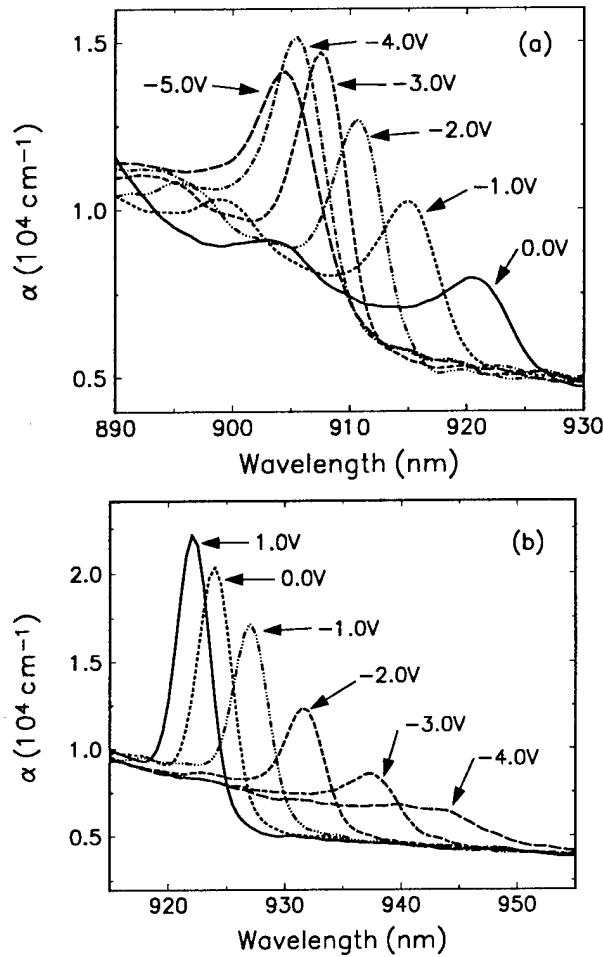 (a)
1.5
−4.0V
−5.0V
−3.0V
−2.0V
−1.0V
1.0
0.0V
0.5
α (10⁴ cm⁻¹)
890 900 910 920 930
Wavelength (nm)
(b)
1.0V
2.0
0.0V
−1.0V
1.5
−2.0V
−3.0V
1.0
−4.0V
0.5
α (10⁴ cm⁻¹)
920 930 940 950
Wavelength (nm)